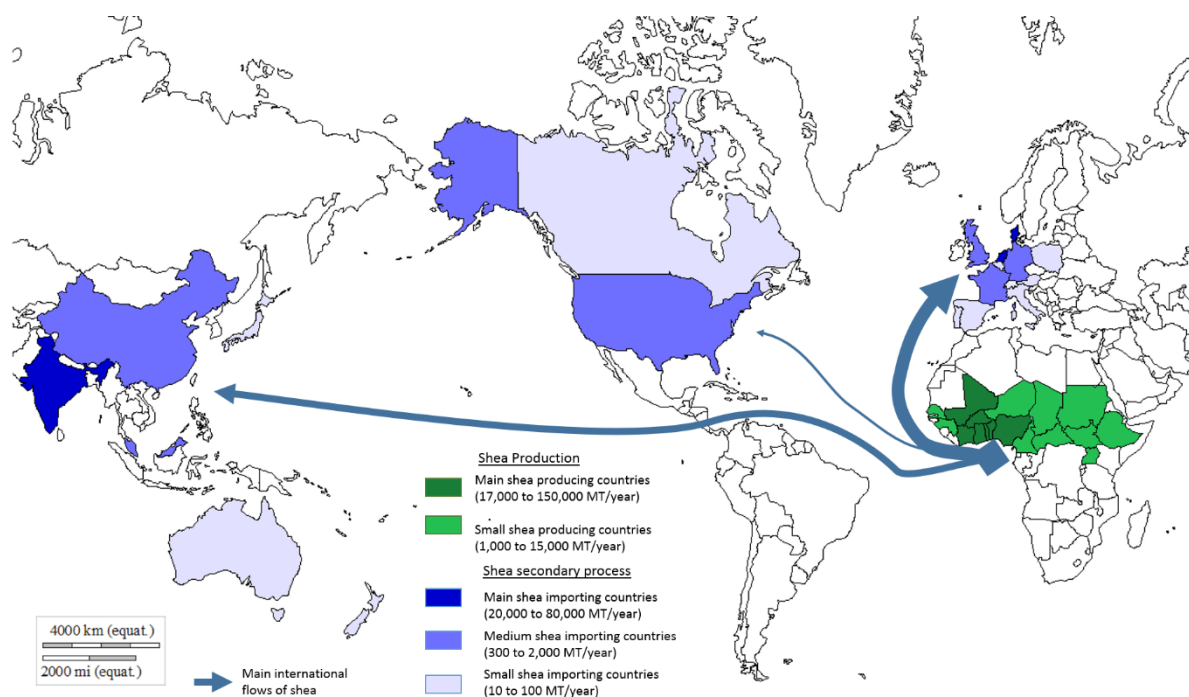 Shea Production
Main shea producing countries
(17,000 to 150,000 MT/year)
Small shea producing countries
(1,000 to 15,000 MT/year)
Shea secondary process
Main shea importing countries
(20,000 to 80,000 MT/year)
Medium shea importing countries
(300 to 2,000 MT/year)
Small shea importing countries
(10 to 100 MT/year)
4000 km (equat.)
2000 mi (equat.)
Main international
flows of shea